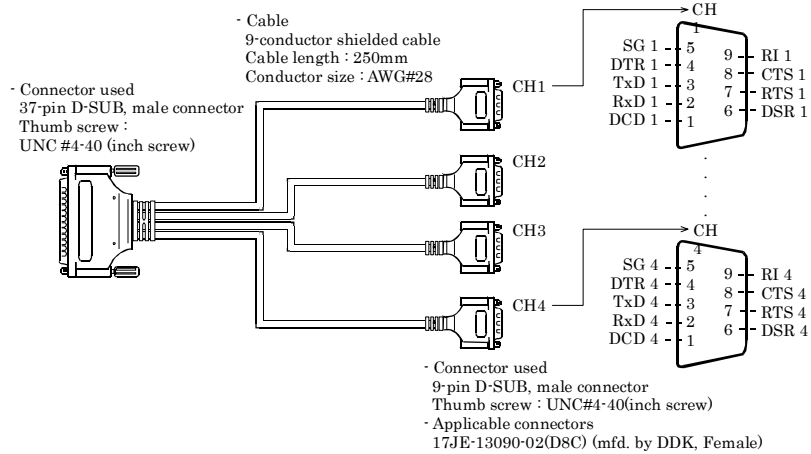 - Cable
9-conductor shielded cable
Cable length : 250mm
Conductor size : AWG#28
- Connector used
37-pin D-SUB, male connector
Thumb screw :
UNC #4-40 (inch screw)
CH1
CH2
CH3
CH4
CH
1
SG 1 5
DTR 1 4
TxD 1 3
RxD 1 2
DCD 1 1
9 RI 1
8 CTS 1
7 RTS 1
6 DSR 1
CH
4
SG 4 5
DTR 4 4
TxD 4 3
RxD 4 2
DCD 4 1
9 RI 4
8 CTS 4
7 RTS 4
6 DSR 4
- Connector used
9-pin D-SUB, male connector
Thumb screw : UNC#4-40(inch screw)
- Applicable connectors
17JE-13090-02(D8C) (mfd. by DDK, Female)